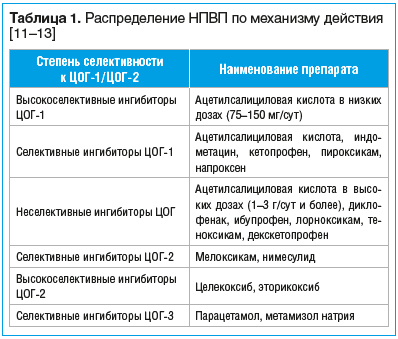 Таблица 1. Распределение НПВП по механизму действия
[11–13]
Степень селективности
к ЦОГ-1/ЦОГ-2
Наименование препарата
Высокоселективные ингибиторы
ЦОГ-1
Ацетилсалициловая кислота в низких
дозах (75–150 мг/сут)
Селективные ингибиторы ЦОГ-1
Ацетилсалициловая кислота, индо-
метацин, кетопрофен, пироксикам,
напроксен
Неселективные ингибиторы ЦОГ
Ацетилсалициловая кислота в высо-
ких дозах (1–3 г/сут и более), дикло-
фенак, ибупрофен, лорноксикам, те-
ноксикам, декскетопрофен
Селективные ингибиторы ЦОГ-2
Мелоксикам, нимесулид
Высокоселективные ингибиторы
ЦОГ-2
Целекоксиб, эторикоксиб
Селективные ингибиторы ЦОГ-3
Парацетамол, метамизол натрия